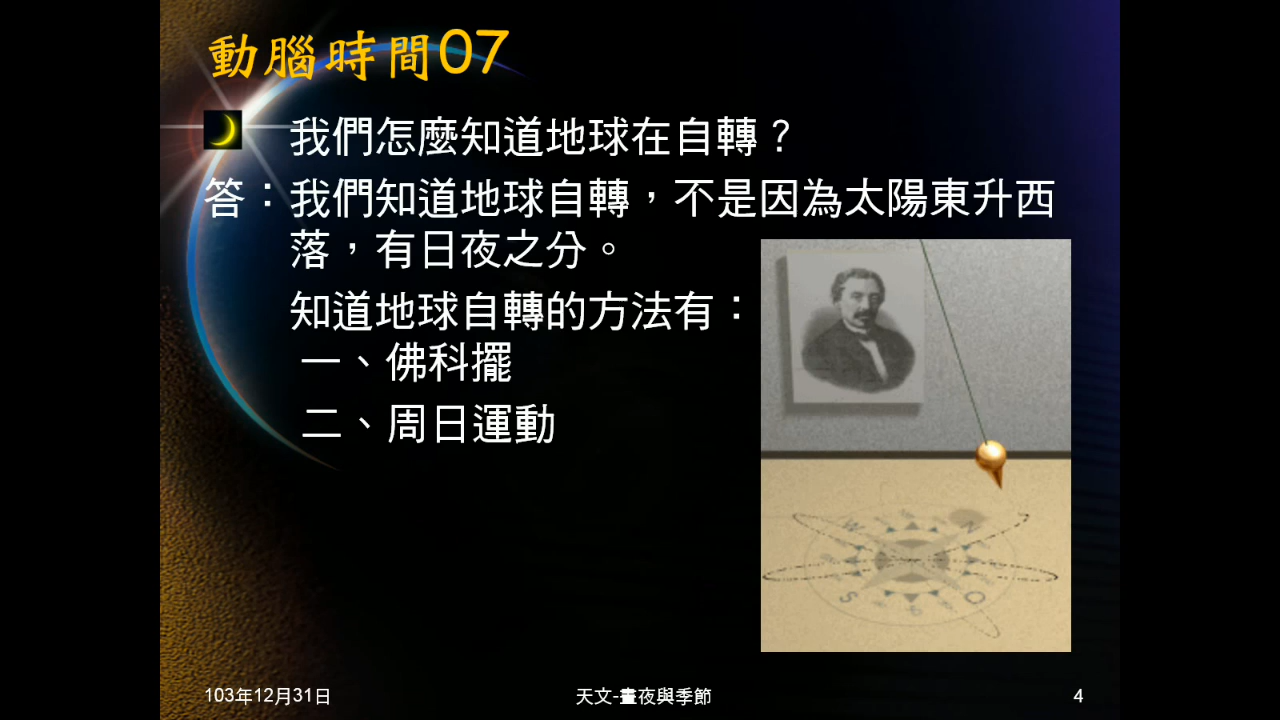 動腦時間07
我們怎麼知道地球在自轉？
答：我們知道地球自轉，不是因為太陽東升西
落，有日夜之分。
知道地球自轉的方法有：
一、佛科擺
二、周日運動
W
N
S
O
103年12月31日
天文-晝夜與季節
4